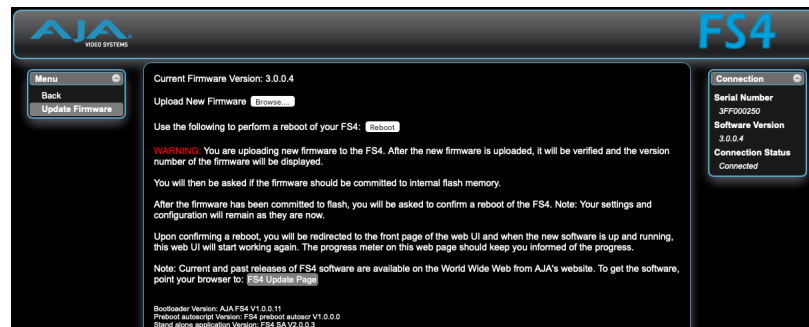 AJA
VIDEO SYSTEMS
FS4
Menu
Back
Update Firmware
Current Firmware Version: 3.0.0.4
Upload New Firmware Browse....
Use the following to perform a reboot of your FS4: Reboot
WARNING: You are uploading new firmware to the FS4. After the new firmware is uploaded, it will be verified and the version
number of the firmware will be displayed.
You will then be asked if the firmware should be committed to internal flash memory.
After the firmware has been committed to flash, you will be asked to confirm a reboot of the FS4. Note: Your settings and
configuration will remain as they are now.
Upon confirming a reboot, you will be redirected to the front page of the web UI and when the new software is up and running,
this web UI will start working again. The progress meter on this web page should keep you informed of the progress.
Note: Current and past releases of FS4 software are available on the World Wide Web from AJA's website. To get the software,
point your browser to: FS4 Update Page
Bootloader Version: AJA FS4 V1.0.0.11
Preboot autoscript Version: FS4 preboot autoscr V1.0.0.0
Stand alone application Version: FS4 SA V2.0.0.3
Connection
Serial Number
3FF000250
Software Version
3.0.0.4
Connection Status
Connected